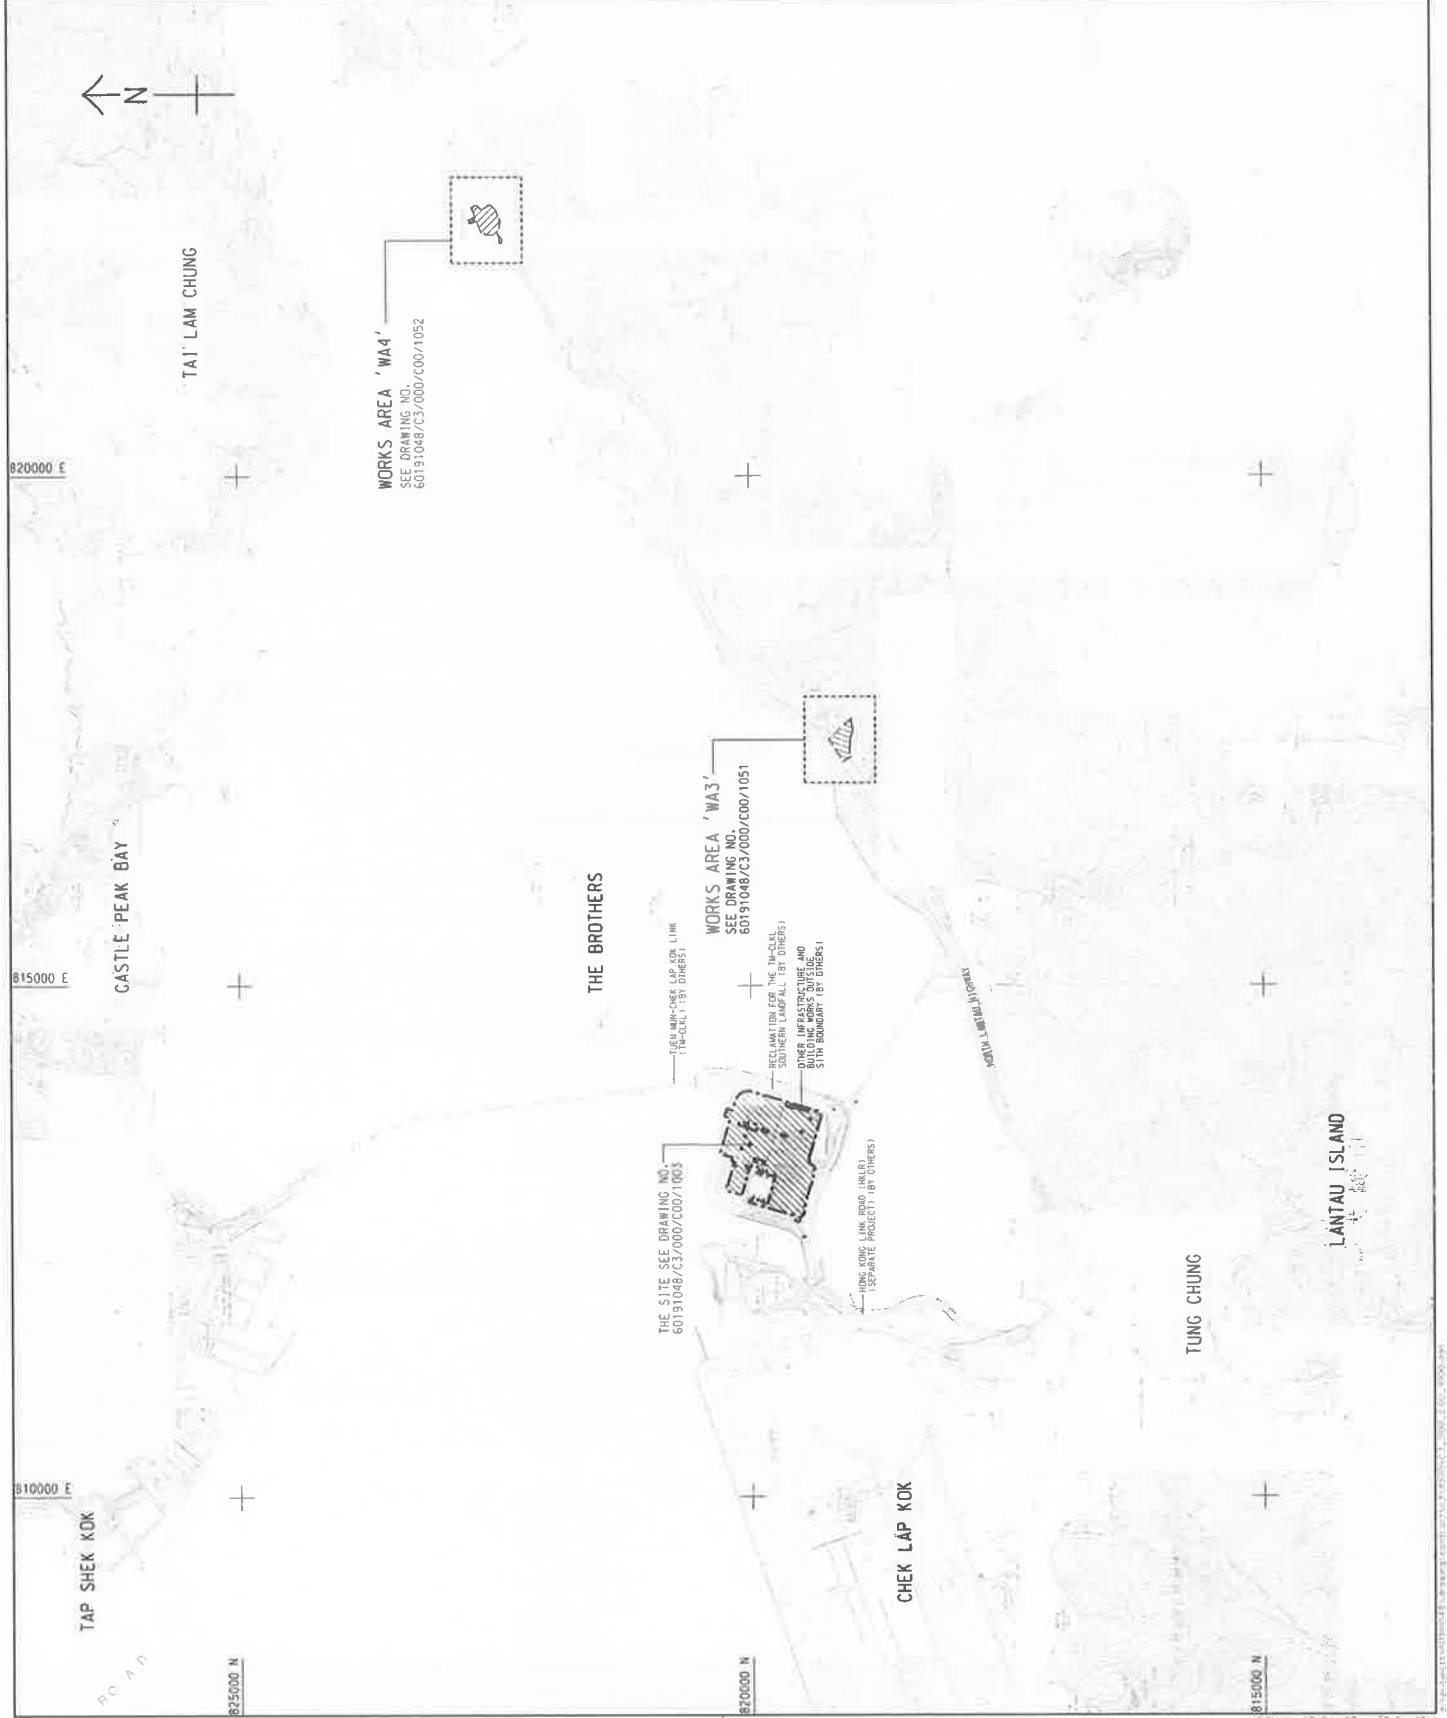 N
TAI LAM CHUNG
WORKS AREA 'WA4'
SEE DRAWING NO.
60191048/C3/000/C00/1052
820000 E
CASTLE PEAK BAY
THE BROTHERS
WORKS AREA 'WA3'
SEE DRAWING NO.
60191048/C3/000/C00/1051
815000 E
TUEN MUN-CHEK LAP KOK LINK
(TM-CLKL) (BY OTHERS)
RECLAMATION FOR THE TM-CLKL
SOUTHERN LANDFALL (BY OTHERS)
OTHER INFRASTRUCTURE AND
BUILDING WORKS OUTSIDE
SITH BOUNDARY (BY OTHERS)
NORTH LANTAU HIGHWAY
THE SITE SEE DRAWING NO.
60191048/C3/000/C00/1003
HONG KONG LINK ROAD (HKLR)
(SEPARATE PROJECT) (BY OTHERS)
LANTAU ISLAND
TUNG CHUNG
810000 E
TAP SHEK KOK
CHEK LAP KOK
ROAD
825000 N
820000 N
815000 N